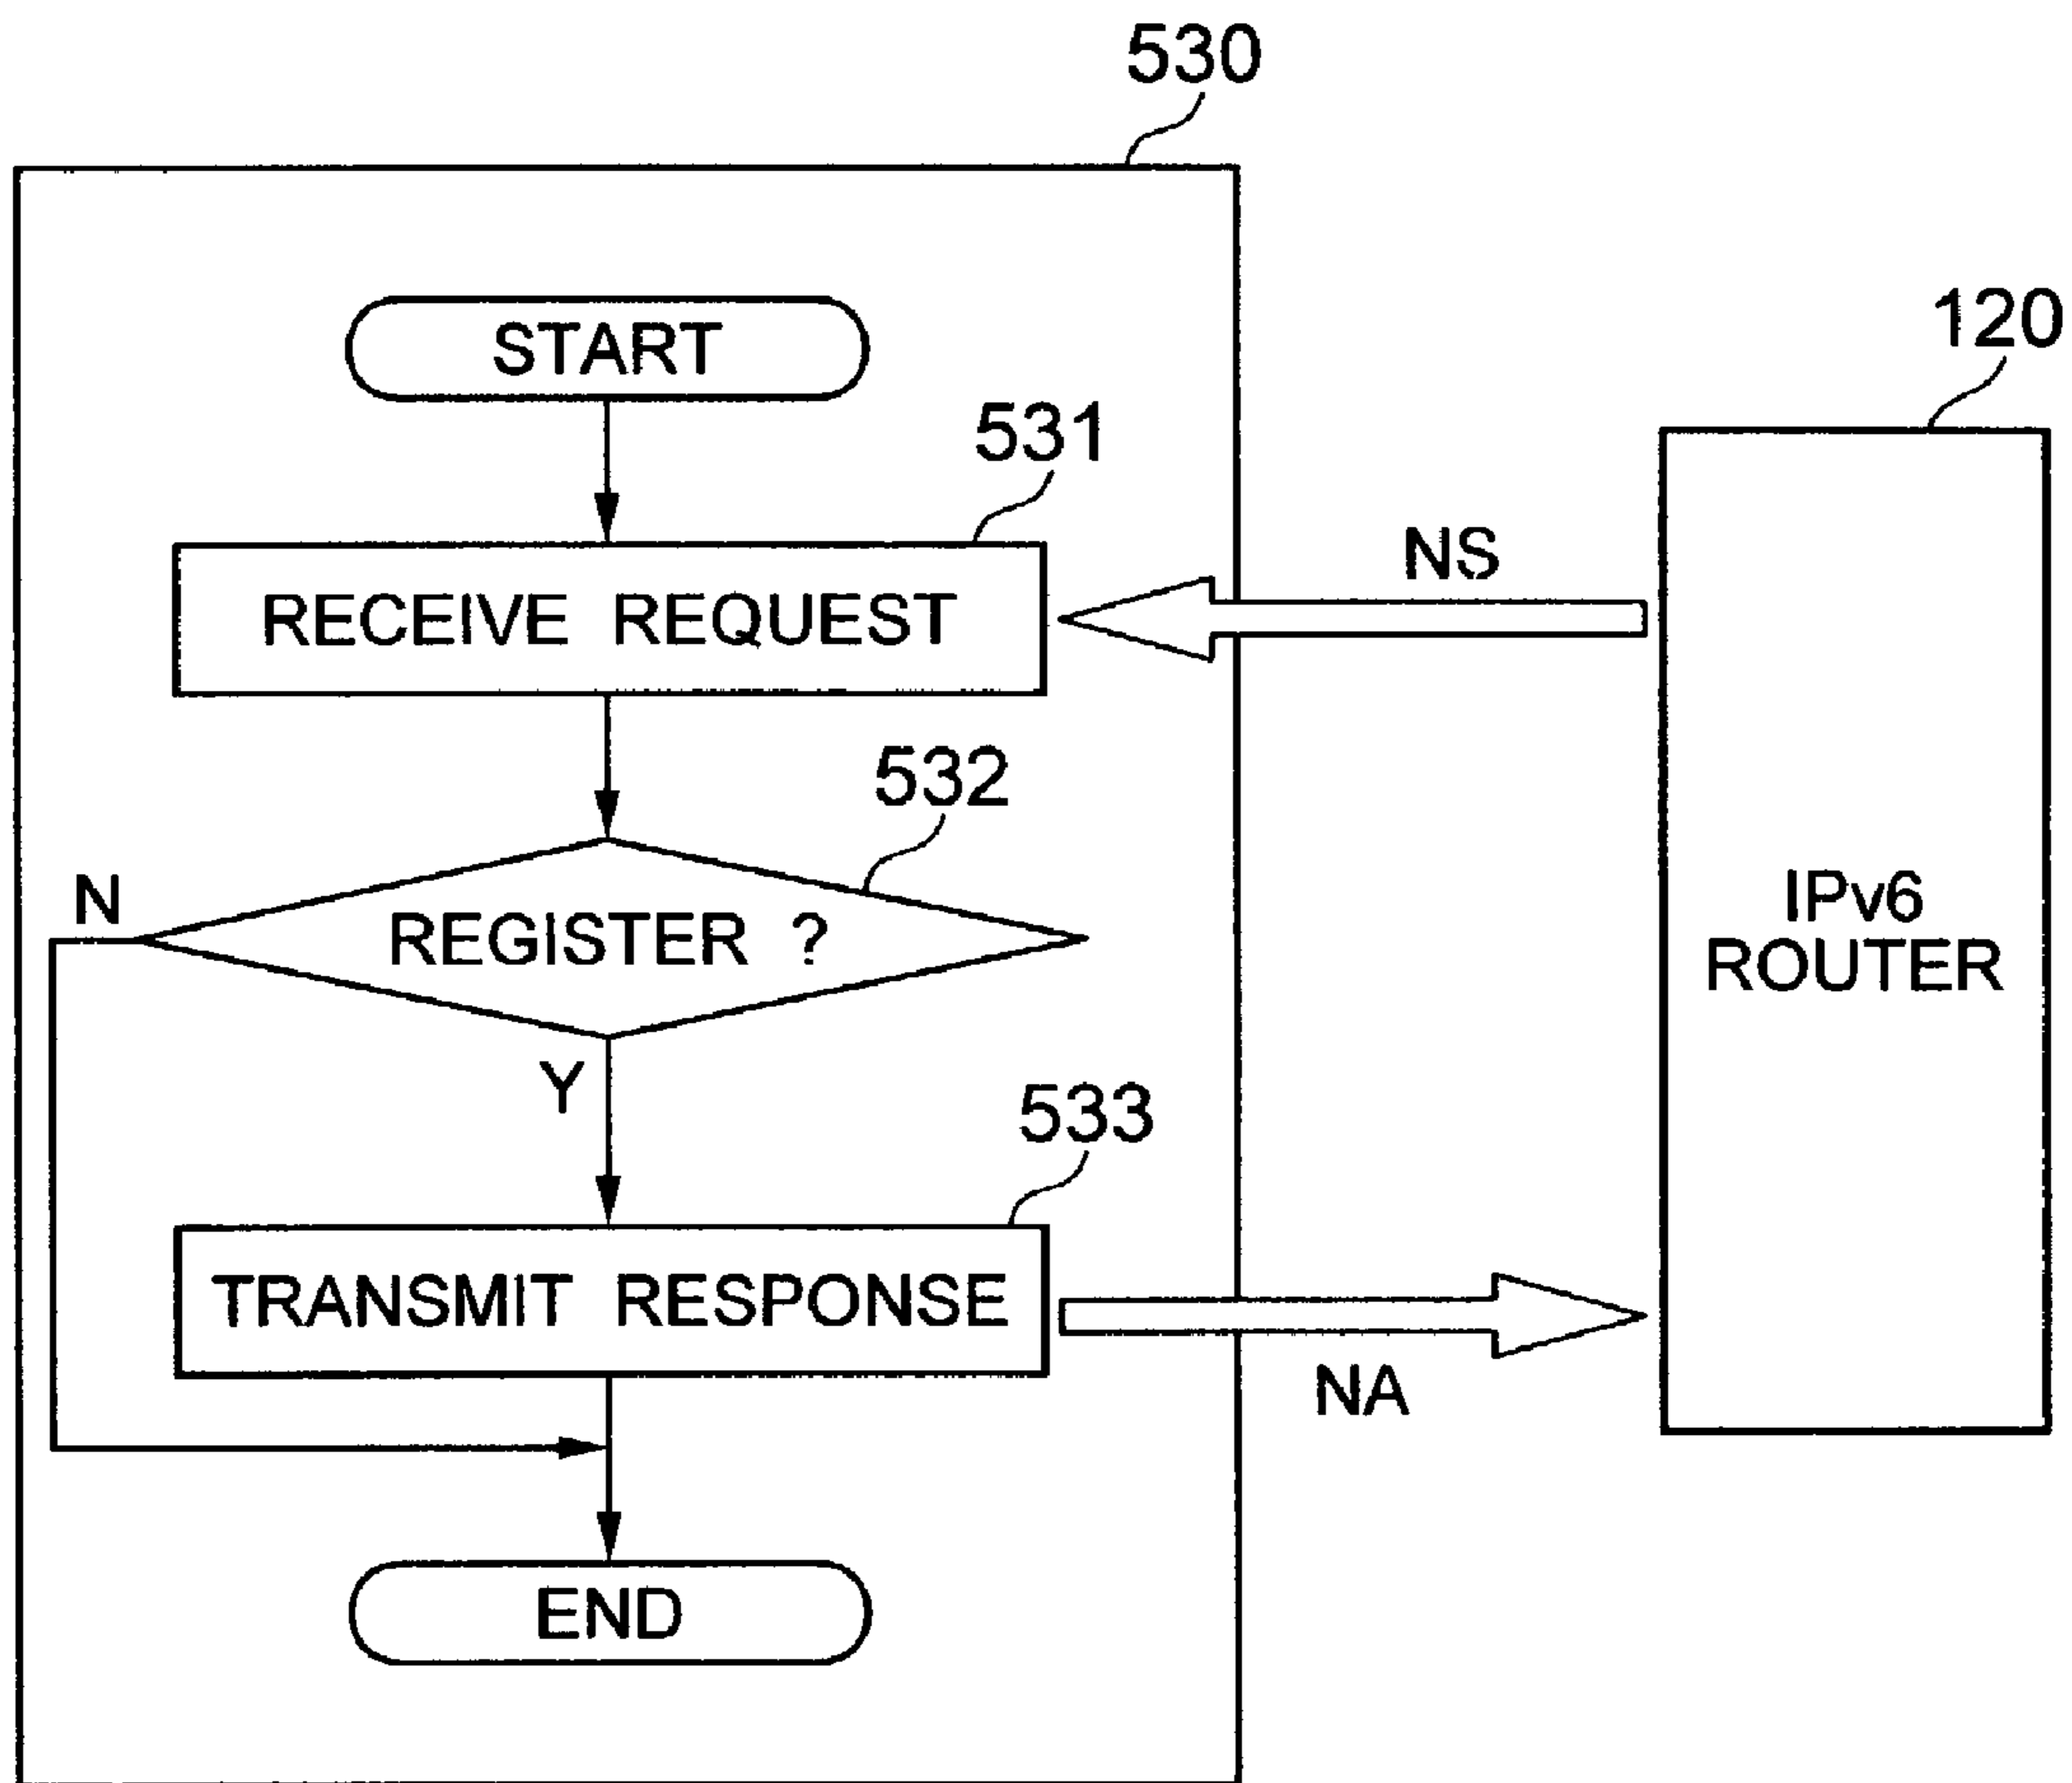 530
120
START
531
RECEIVE REQUEST
NS
532
N
REGISTER ?
IPv6
ROUTER
Y
533
TRANSMIT RESPONSE
NA
END